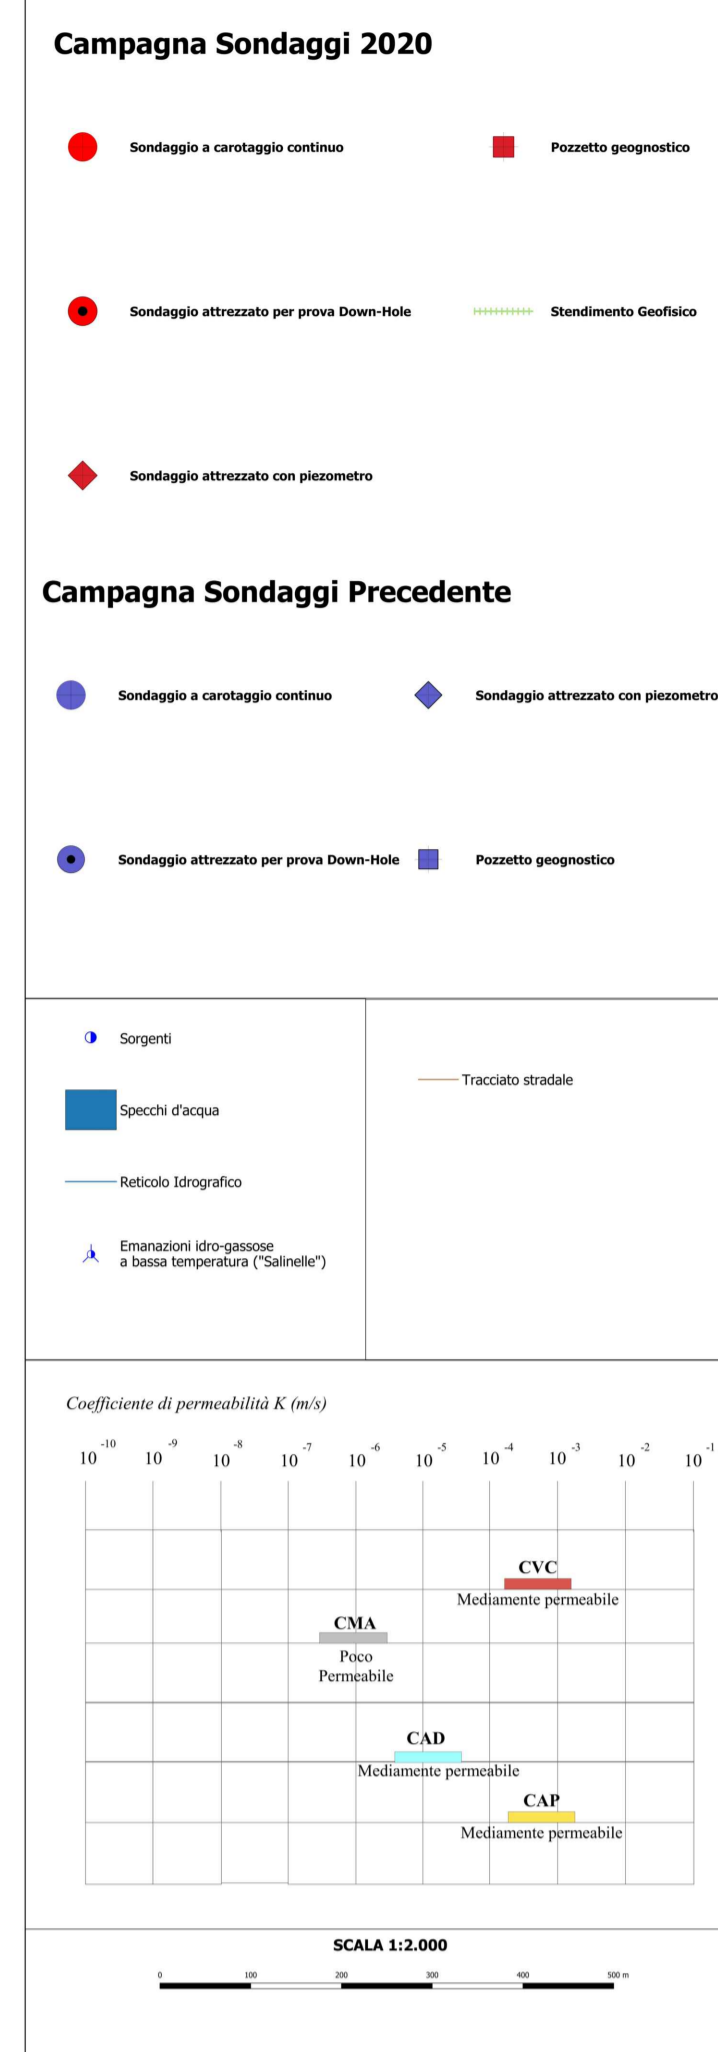 Campagna Sondaggi 2020
Sondaggio a carotaggio continuo
Pozzetto geognostico
Sondaggio attrezzato per prova Down-Hole
Stendimento Geofisico
Sondaggio attrezzato con piezometro
Campagna Sondaggi Precedente
Sondaggio a carotaggio continuo
Sondaggio attrezzato con piezometro
Sondaggio attrezzato per prova Down-Hole
Pozzetto geognostico
Sorgenti
Specchi d'acqua
Reticolo Idrografico
Emanazioni idro-gassose
a bassa temperatura ("Salinelle")
Tracciato stradale
Coefficiente di permeabilità K (m/s)
10^-10 10^-9 10^-8 10^-7 10^-6 10^-5 10^-4 10^-3 10^-2 10^-1
CVC
Mediamente permeabile
CMA
Poco
Permeabile
CAD
Mediamente permeabile
CAP
Mediamente permeabile
SCALA 1:2.000
0 100 200 300 400 500 m